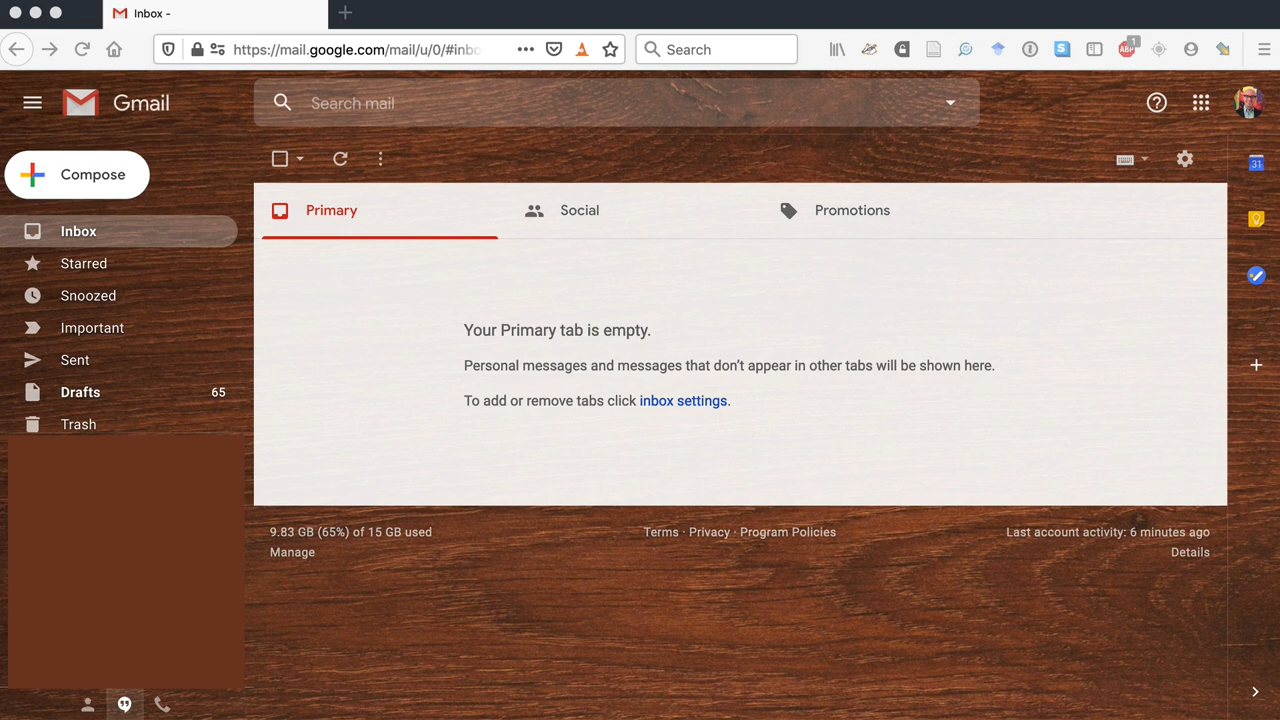 Inbox -
https://mail.google.com/mail/u/0/#inbo
Search
ABP
1
S
Gmail
Search mail
Compose
31
Primary
Social
Promotions
Inbox
Starred
Snoozed
Important
Sent
Drafts
65
Trash
Your Primary tab is empty.
Personal messages and messages that don't appear in other tabs will be shown here.
To add or remove tabs click inbox settings.
9.83 GB (65%) of 15 GB used
Manage
Terms · Privacy · Program Policies
Last account activity: 6 minutes ago
Details